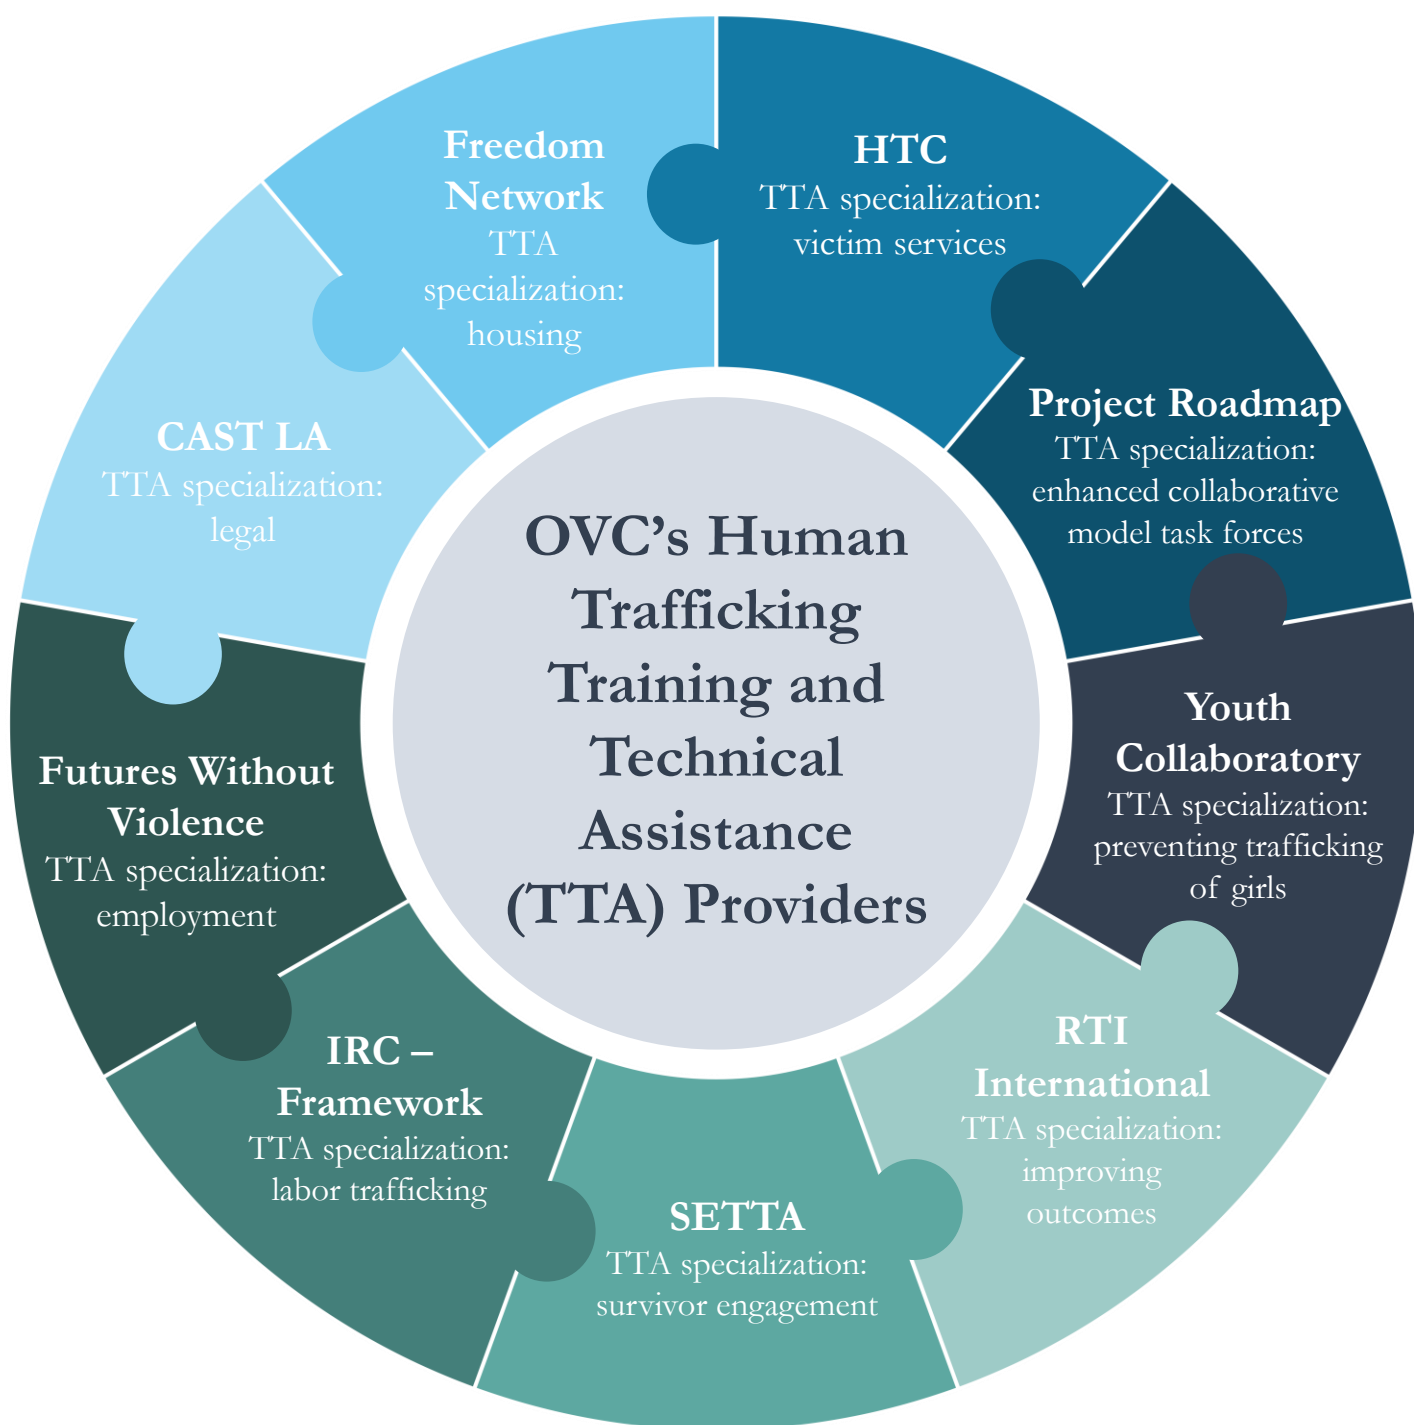 OVC’s Human
Trafficking
Training and
Technical
Assistance
(TTA) Providers
HTC
TTA specialization:
victim services
Project Roadmap
TTA specialization:
enhanced collaborative
model task forces
Youth
Collaboratory
TTA specialization:
preventing trafficking
of girls
RTI
International
TTA specialization:
improving
outcomes
SETTA
TTA specialization:
survivor engagement
IRC –
Framework
TTA specialization:
labor trafficking
Futures Without
Violence
TTA specialization:
employment
CAST LA
TTA specialization:
legal
Freedom
Network
TTA
specialization:
housing